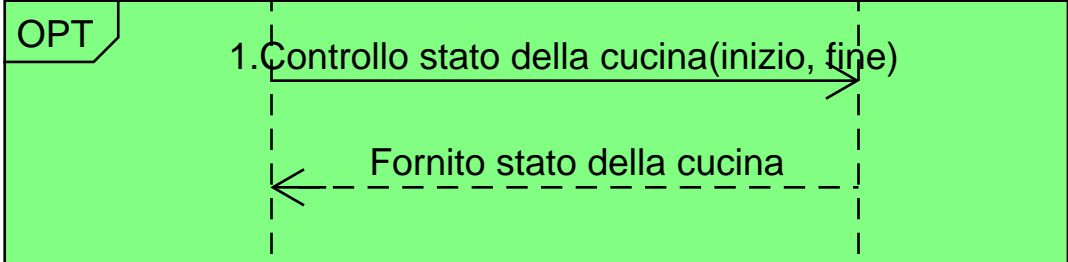 OPT
1.Controllo stato della cucina(inizio, fine)
Fornito stato della cucina